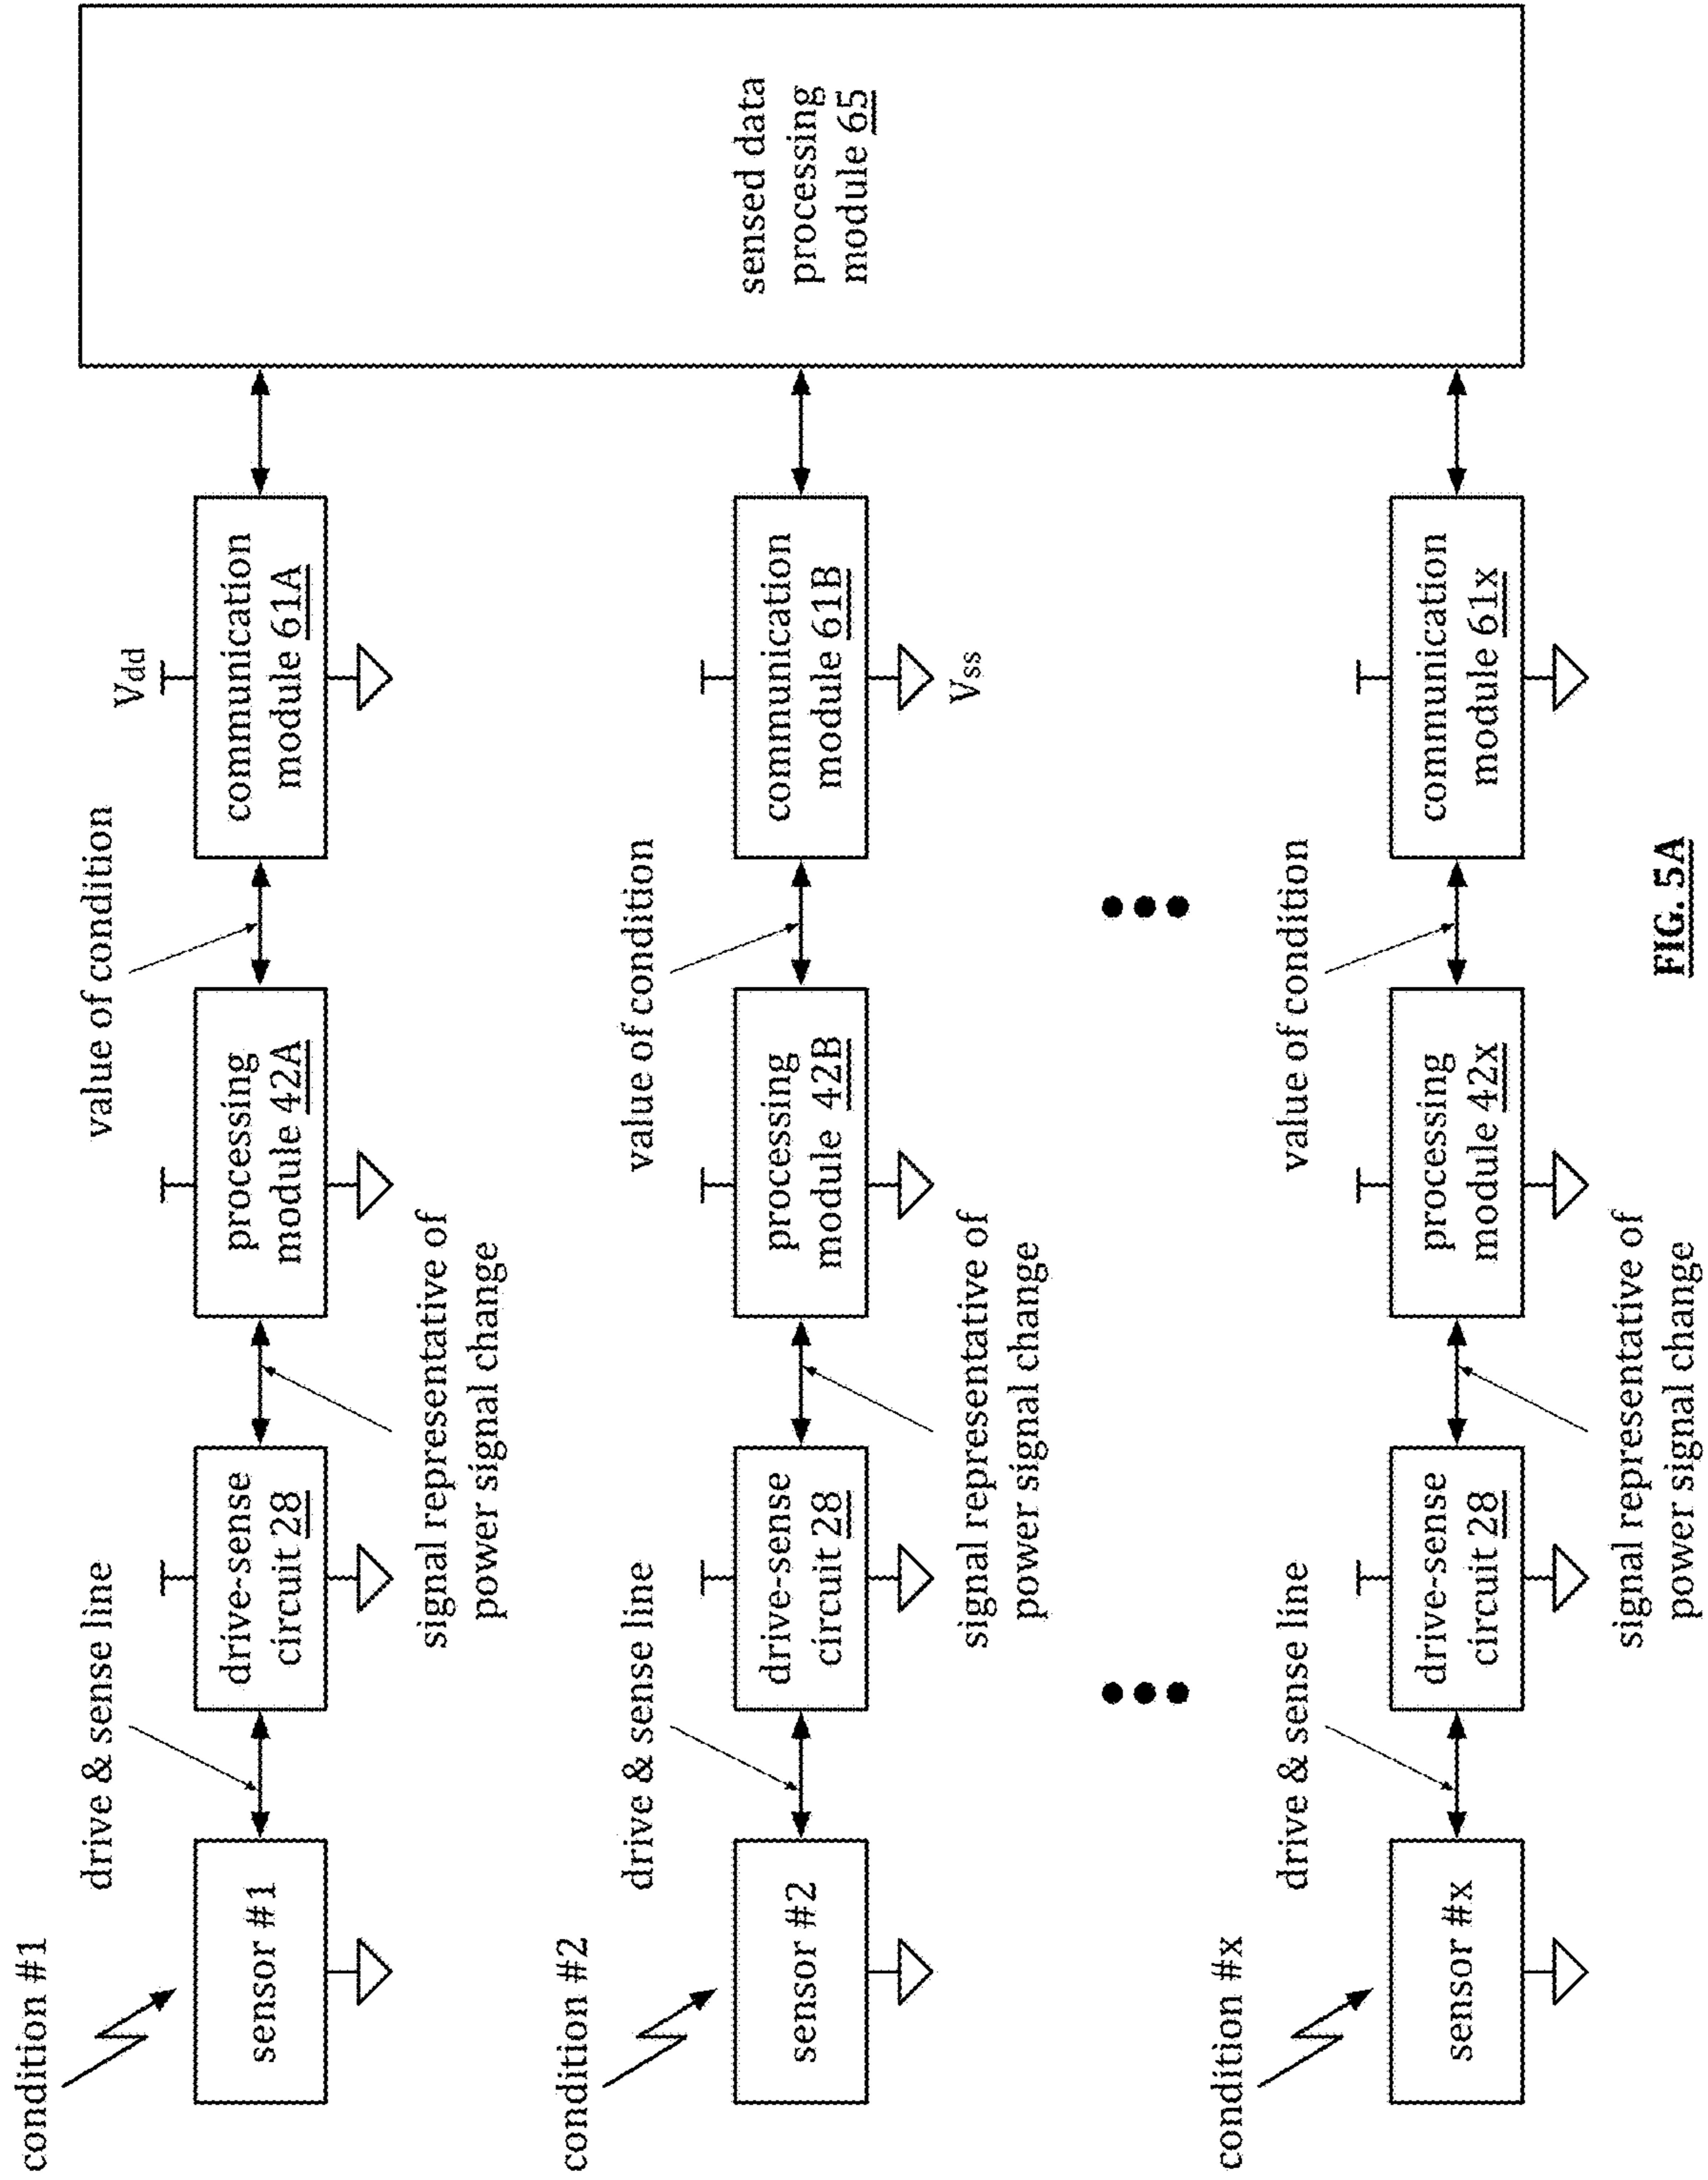 condition #1
drive & sense line
value of condition
Vdd
sensor #1
drive-sense
circuit 28
processing
module 42A
communication
module 61A
signal representative of
power signal change
condition #2
drive & sense line
value of condition
sensor #2
drive-sense
circuit 28
processing
module 42B
communication
module 61B
Vss
signal representative of
power signal change
sensed data
processing
module 65
condition #x
drive & sense line
value of condition
sensor #x
drive-sense
circuit 28
processing
module 42x
communication
module 61x
signal representative of
power signal change
FIG. 5A